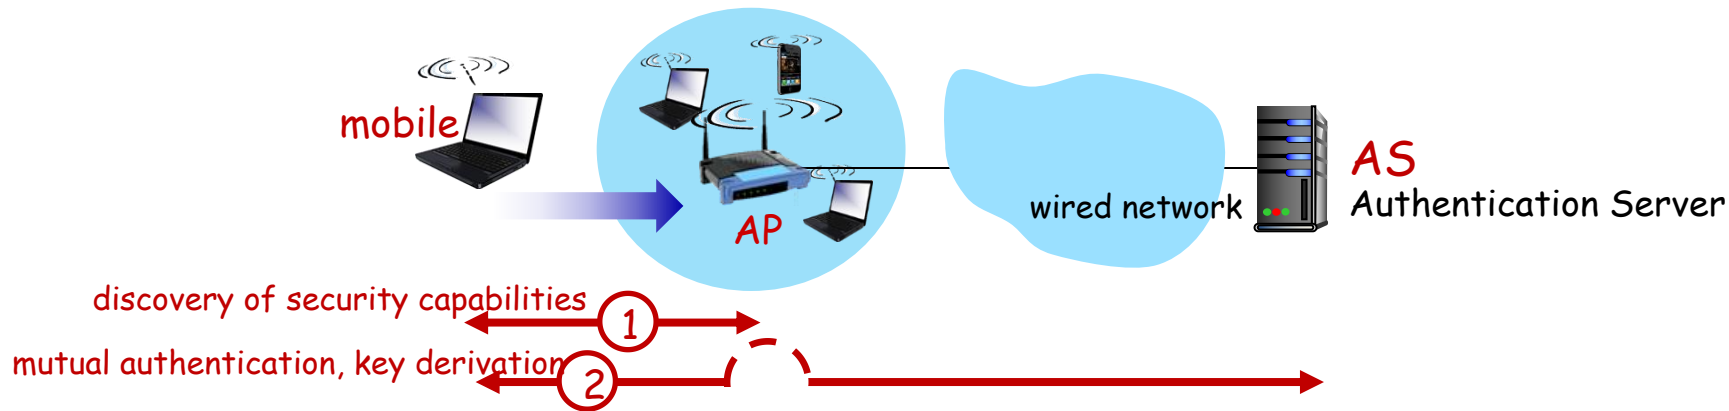 mobile
AP
wired network
AS
Authentication Server
discovery of security capabilities
1
mutual authentication, key derivation
2